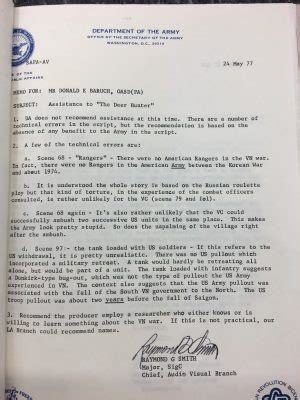 DEPARTMENT OF THE ARMY
OFFICE OF THE SECRETARY OF THE ARMY
WASHINGTON, D.C. 20310
OF THE
SAPA-AV
24 May 77
MEMO FOR: MR DONALD E BARUCH, OASD(PA)
SUBJECT: Assistance to "The Deer Hunter"
1. DA does not recommend assistance at this time. There are a number of
technical errors in the script, but the recommendation is based on the
absence of any benefit to the Army in the script.
2. A few of the technical errors are:
a. Scene 68 - "Rangers" - There were no American Rangers in the VN war.
In fact, there were no Rangers in the American Army between the Korean War
and about 1974.
b. It is understood the whole story is based on the Russian roulette
ploy but that kind of torture, in the experience of the combat officers
consulted, is rather unlikely for the VC (scene 79 and fol).
c. Scene 68 again - It's also rather unlikely that the VC could
successfully ambush two successive US units in the same place. This makes
the Army look pretty stupid. So does the napalming of the village right
after the ambush.
d. Scene 97 - the tank loaded with US soldiers - If this refers to the
US withdrawal, it is pretty unrealistic. There was no US pullout which
incorporated a military retreat. A tank would hardly be retreating all
alone, but would be part of a unit. The tank loaded with infantry suggests
a Dunkirk-type bug-out, which was not the type of pullout the US Army
experienced in VN. The context also suggests that the US Army pullout was
associated with the fall of the South VN government to the North. The US
troop pullout was about two years before the fall of Saigon.
3. Recommend the producer employ a researcher who either knows or is
willing to learn something about the VN war. If this is not practical, our
LA Branch could recommend names.
Raymond G Smith
RAYMOND G SMITH
Major, SigC
Chief, Audio Visual Branch